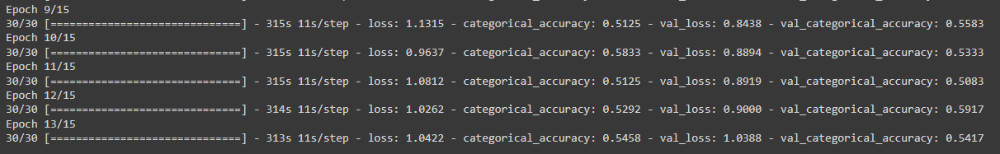 Epoch 9/15
30/30 [==============================] - 315s 11s/step - loss: 1.1315 - categorical_accuracy: 0.5125 - val_loss: 0.8438 - val_categorical_accuracy: 0.5583
Epoch 10/15
30/30 [==============================] - 315s 11s/step - loss: 0.9637 - categorical_accuracy: 0.5833 - val_loss: 0.8894 - val_categorical_accuracy: 0.5333
Epoch 11/15
30/30 [==============================] - 315s 11s/step - loss: 1.0812 - categorical_accuracy: 0.5125 - val_loss: 0.8919 - val_categorical_accuracy: 0.5083
Epoch 12/15
30/30 [==============================] - 314s 11s/step - loss: 1.0262 - categorical_accuracy: 0.5292 - val_loss: 0.9000 - val_categorical_accuracy: 0.5917
Epoch 13/15
30/30 [==============================] - 313s 11s/step - loss: 1.0422 - categorical_accuracy: 0.5458 - val_loss: 1.0388 - val_categorical_accuracy: 0.5417